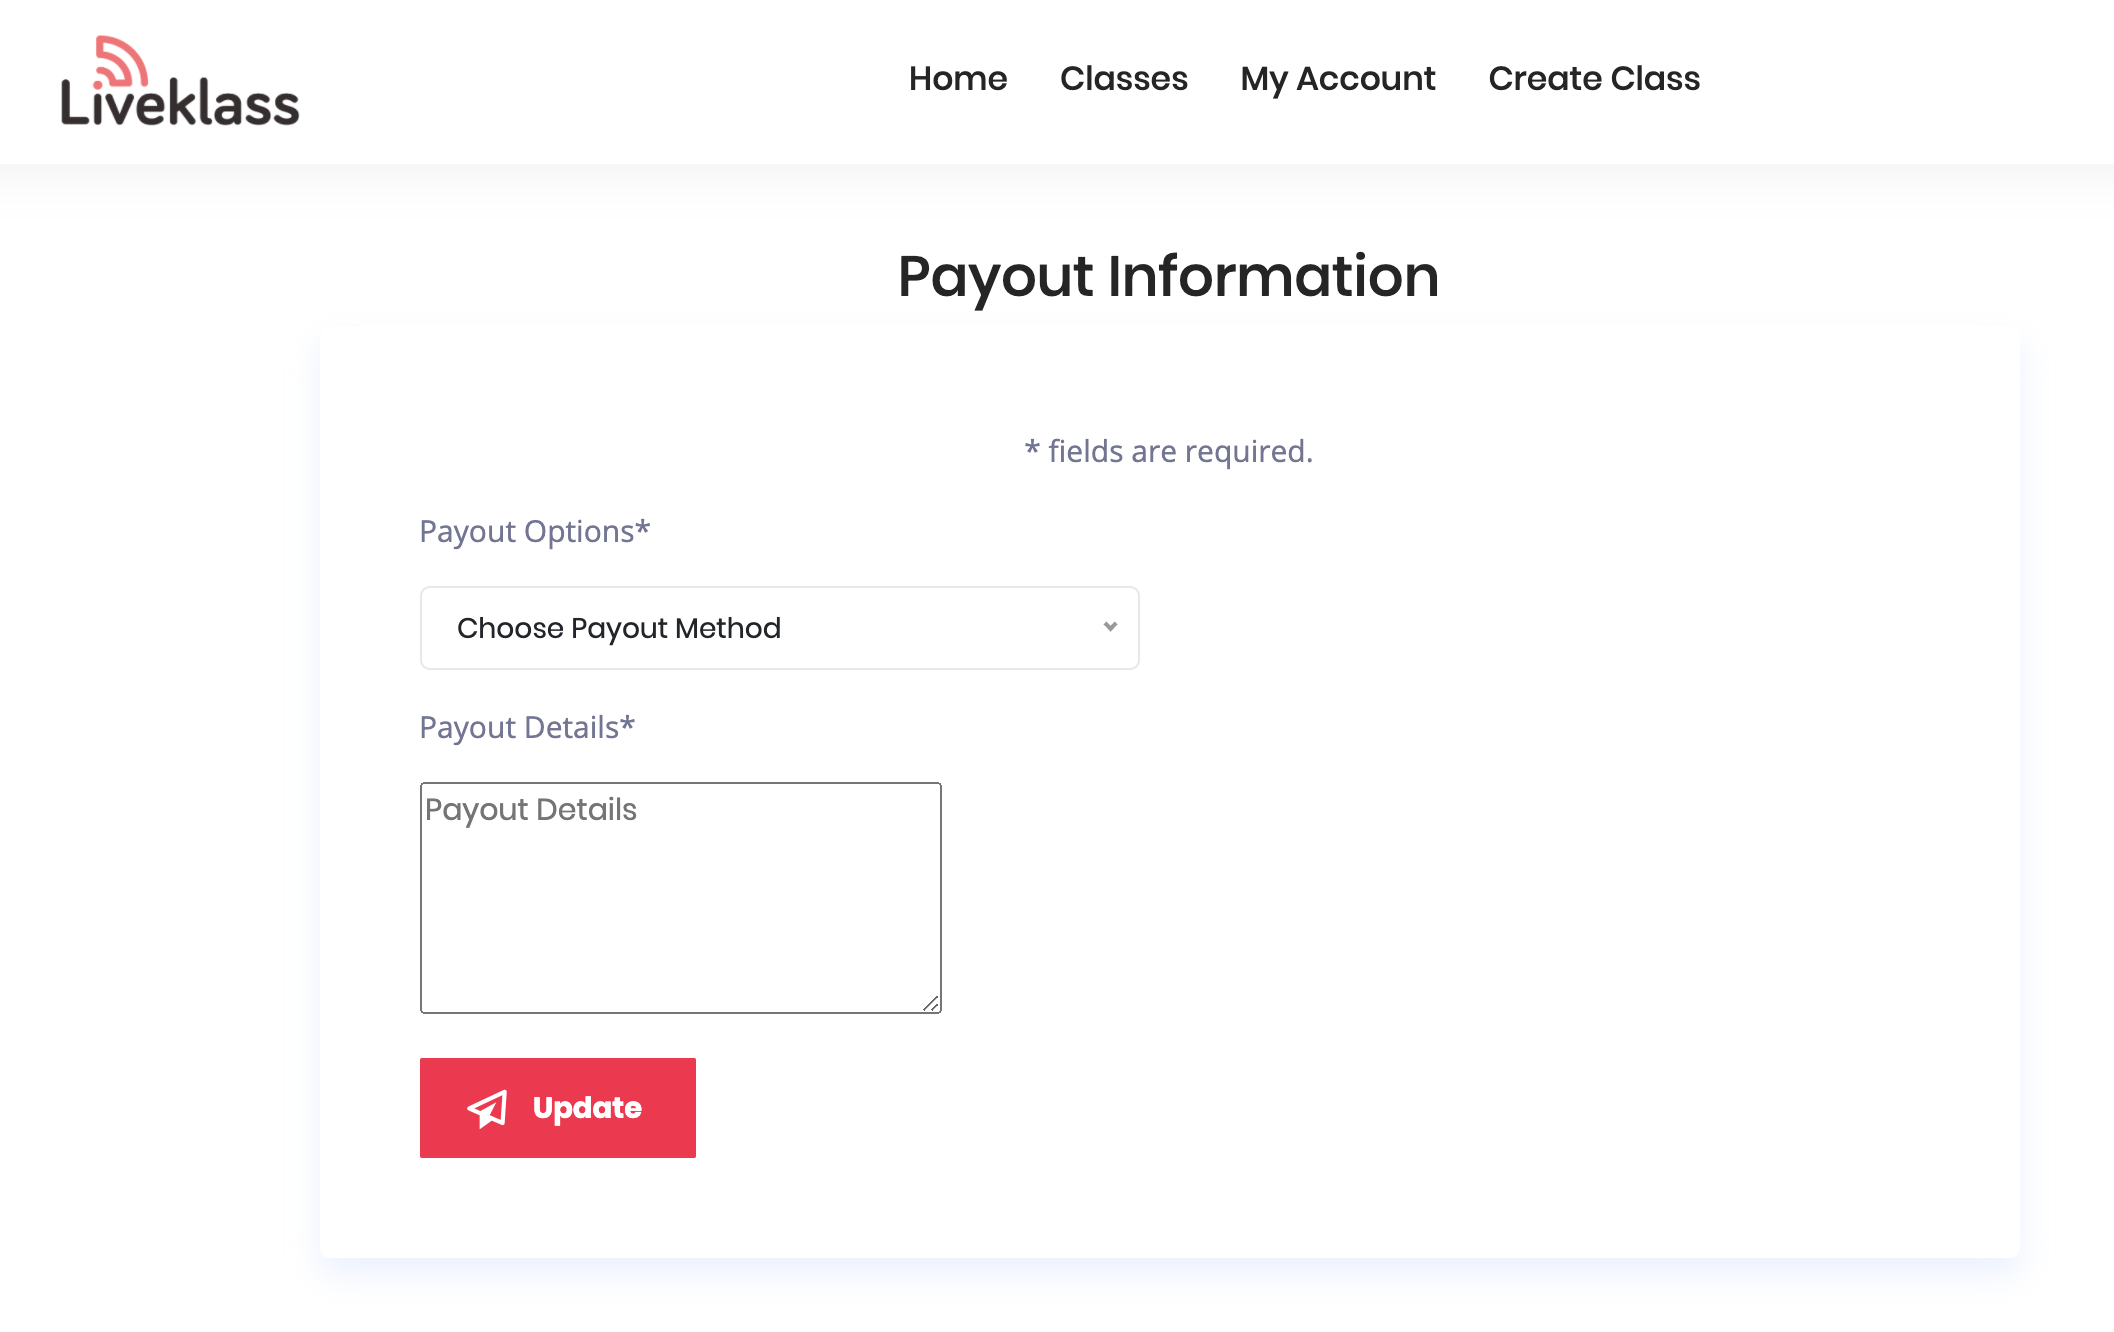 Liveklass
Home Classes My Account Create Class
Payout Information
* fields are required.
Payout Options*
Choose Payout Method
Payout Details*
Payout Details
Update